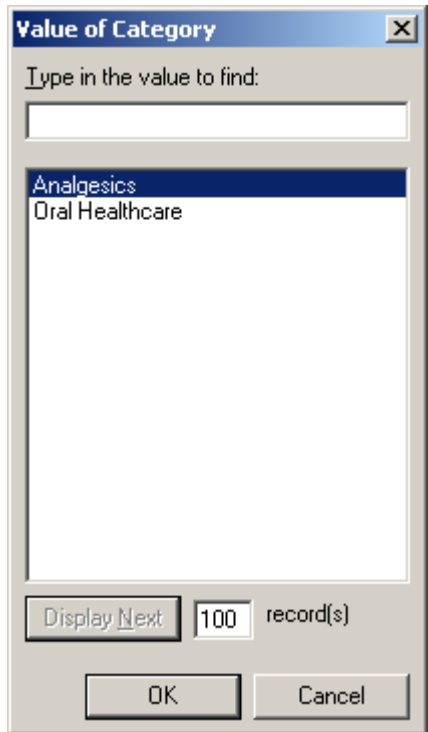 Value of Category
Type in the value to find:
Analgesics
Oral Healthcare
Display Next 100 record(s)
OK Cancel